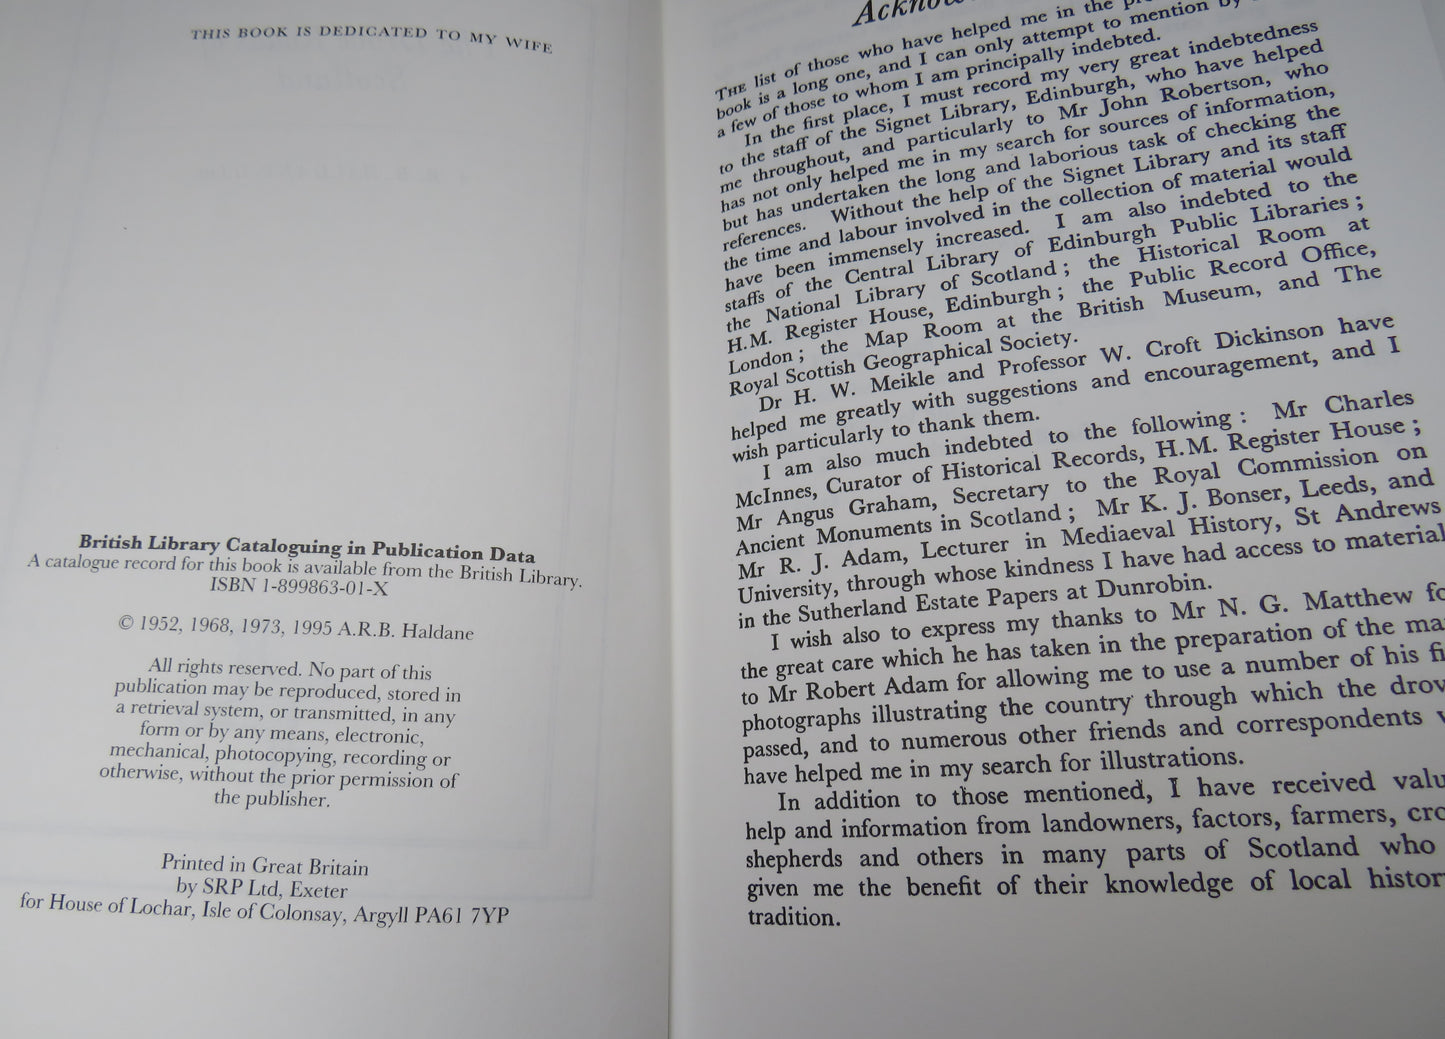 THIS BOOK IS DEDICATED TO MY WIFE
British Library Cataloguing in Publication Data
A catalogue record for this book is available from the British Library.
ISBN 1-899863-01-X
© 1952, 1968, 1973, 1995 A.R.B. Haldane
All rights reserved. No part of this
publication may be reproduced, stored in
a retrieval system, or transmitted, in any
form or by any means, electronic,
mechanical, photocopying, recording or
otherwise, without the prior permission of
the publisher.
Printed in Great Britain
by SRP Ltd, Exeter
for House of Lochar, Isle of Colonsay, Argyll PA61 7YP
THE list of those who have helped me in the
book is a long one, and I can only attempt to mention by
a few of those to whom I am principally indebted.
In the first place, I must record my very great indebtedness
to the staff of the Signet Library, Edinburgh, who have helped
me throughout, and particularly to Mr John Robertson, who
has not only helped me in my search for sources of information,
but has undertaken the long and laborious task of checking the
references. Without the help of the Signet Library and its staff
the time and labour involved in the collection of material would
have been immensely increased. I am also indebted to the
staffs of the Central Library of Edinburgh Public Libraries ;
the National Library of Scotland ; the Historical Room at
H.M. Register House, Edinburgh ; the Public Record Office,
London ; the Map Room at the British Museum, and The
Royal Scottish Geographical Society.
Dr H. W. Meikle and Professor W. Croft Dickinson have
helped me greatly with suggestions and encouragement, and I
wish particularly to thank them.
I am also much indebted to the following : Mr Charles
McInnes, Curator of Historical Records, H.M. Register House ;
Mr Angus Graham, Secretary to the Royal Commission on
Ancient Monuments in Scotland ; Mr K. J. Bonser, Leeds, and
Mr R. J. Adam, Lecturer in Mediaeval History, St Andrews
University, through whose kindness I have had access to material
in the Sutherland Estate Papers at Dunrobin.
I wish also to express my thanks to Mr N. G. Matthew fo
the great care which he has taken in the preparation of the ma
to Mr Robert Adam for allowing me to use a number of his fi
photographs illustrating the country through which the drov
passed, and to numerous other friends and correspondents
have helped me in my search for illustrations.
In addition to those mentioned, I have received valu
help and information from landowners, factors, farmers, cro
shepherds and others in many parts of Scotland who
given me the benefit of their knowledge of local histor
tradition.